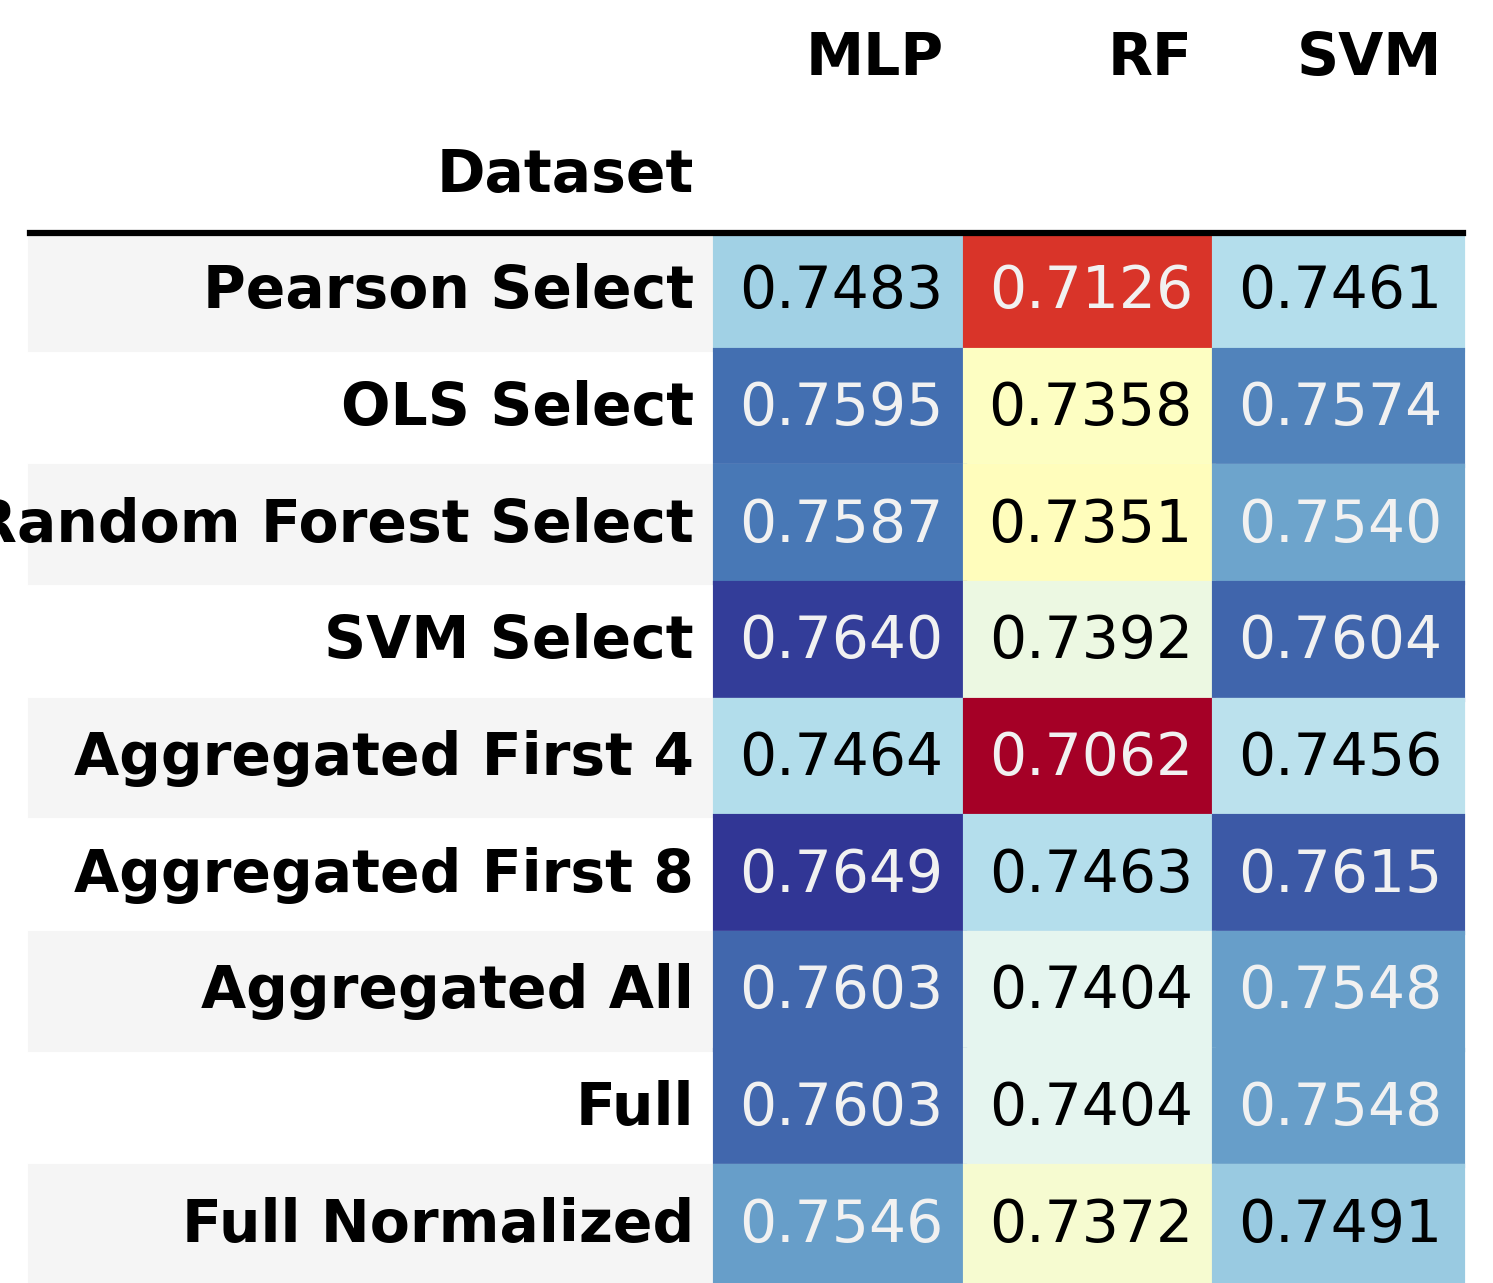 MLP RF SVM
Dataset
Pearson Select 0.7483 0.7126 0.7461
OLS Select 0.7595 0.7358 0.7574
Random Forest Select 0.7587 0.7351 0.7540
SVM Select 0.7640 0.7392 0.7604
Aggregated First 4 0.7464 0.7062 0.7456
Aggregated First 8 0.7649 0.7463 0.7615
Aggregated All 0.7603 0.7404 0.7548
Full 0.7603 0.7404 0.7548
Full Normalized 0.7546 0.7372 0.7491